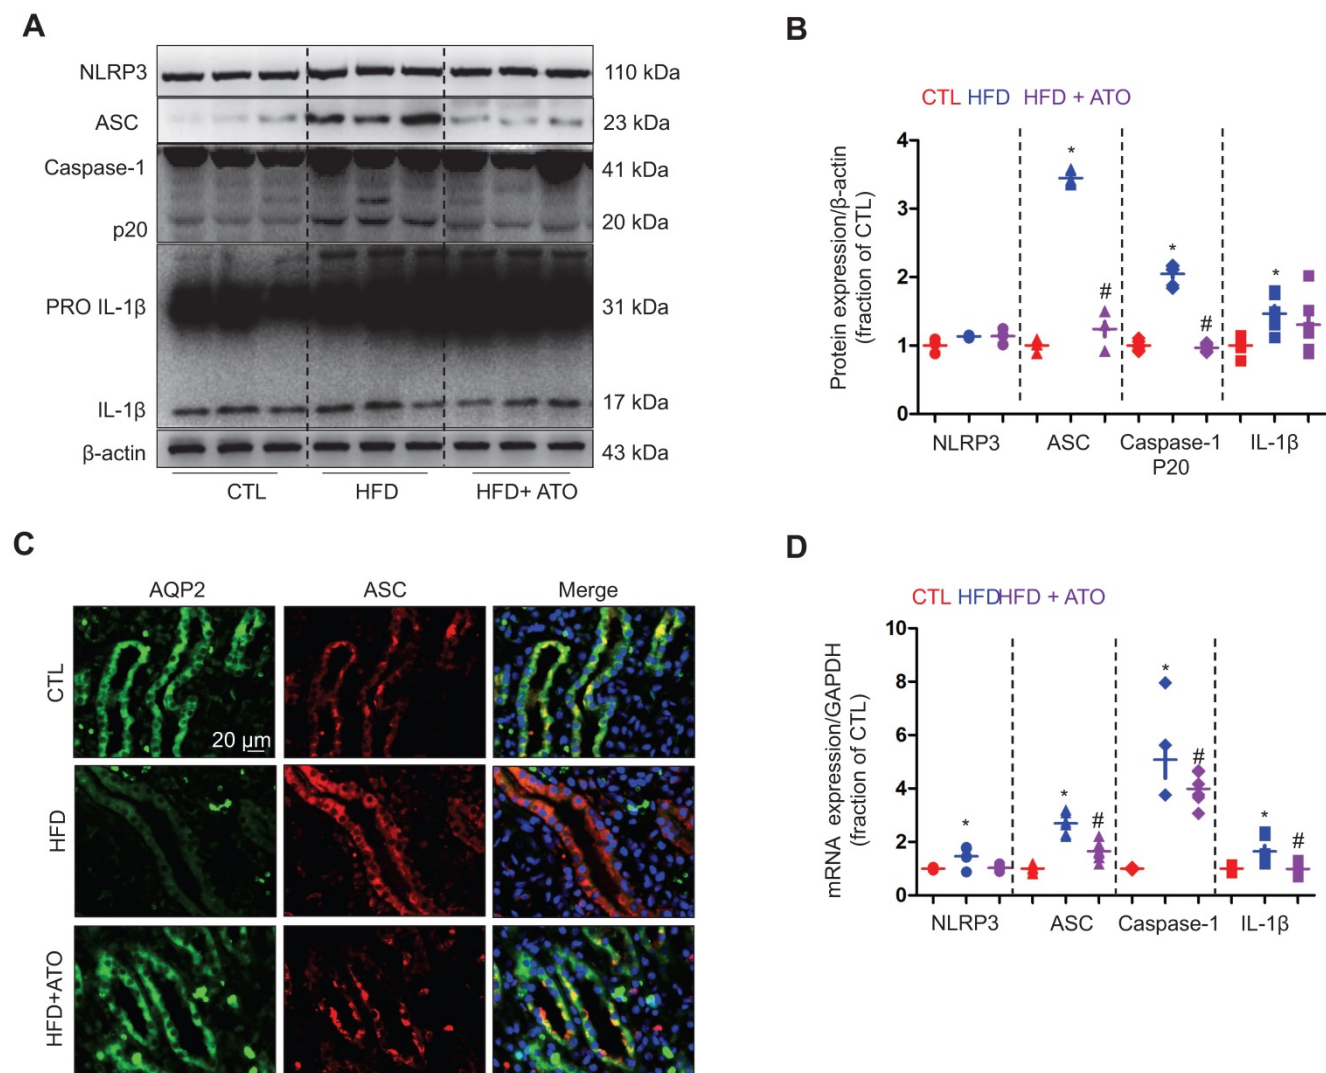 A
NLRP3
110 kDa
ASC
23 kDa
Caspase-1
41 kDa
p20
20 kDa
PRO IL-1β
31 kDa
IL-1β
17 kDa
β-actin
43 kDa
CTL HFD HFD+ ATO
B
CTL HFD HFD + ATO
Protein expression/β-actin
(fraction of CTL)
4
3
2
1
0
*
*
*
#
#
NLRP3 ASC Caspase-1 IL-1β
P20
C
AQP2 ASC Merge
CTL
20 µm
HFD
HFD+ATO
D
CTL HFDHFD + ATO
mRNA expression/GAPDH
(fraction of CTL)
10
8
6
4
2
0
*
*
#
*
#
*
#
NLRP3 ASC Caspase-1 IL-1β